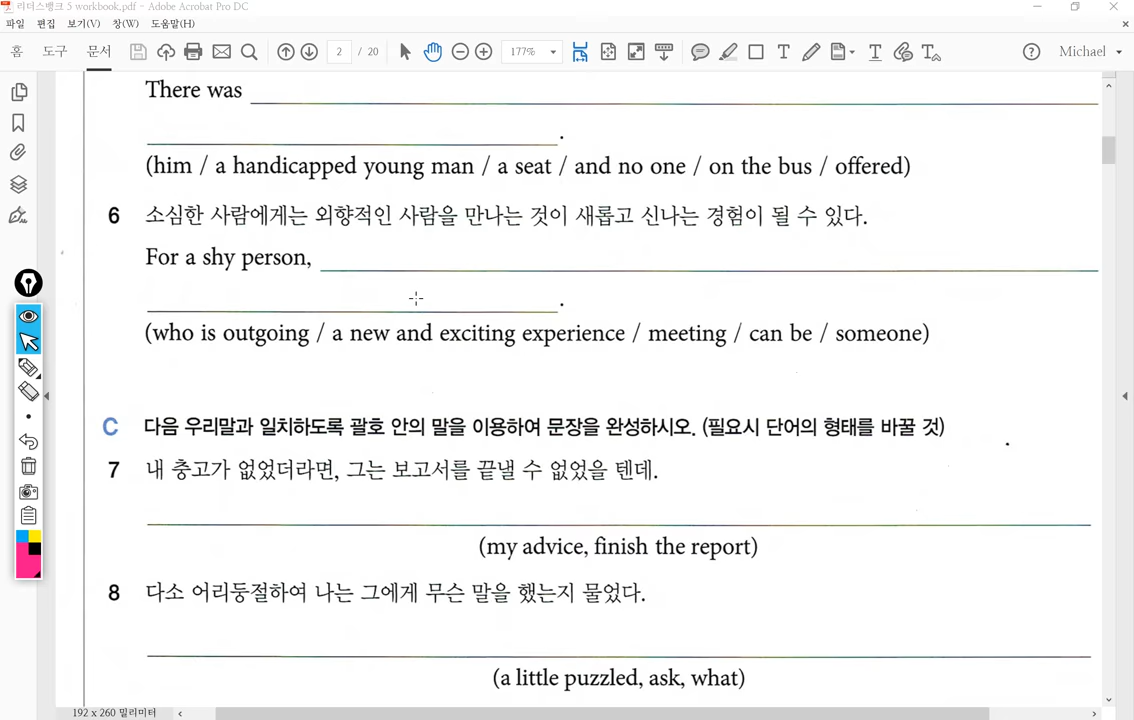 리더스뱅크 5 workbook.pdf - Adobe Acrobat Pro DC
파일 편집 보기(V) 창(W) 도움말(H)
홈 도구 문서 2 / 20 177% Michael
There was
.
(him / a handicapped young man / a seat / and no one / on the bus / offered)
6 소심한 사람에게는 외향적인 사람을 만나는 것이 새롭고 신나는 경험이 될 수 있다.
For a shy person,
.
(who is outgoing / a new and exciting experience / meeting / can be / someone)
C 다음 우리말과 일치하도록 괄호 안의 말을 이용하여 문장을 완성하시오. (필요시 단어의 형태를 바꿀 것)
7 내 충고가 없었더라면, 그는 보고서를 끝낼 수 없었을 텐데.
(my advice, finish the report)
8 다소 어리둥절하여 나는 그에게 무슨 말을 했는지 물었다.
(a little puzzled, ask, what)
192 x 260 밀리미터